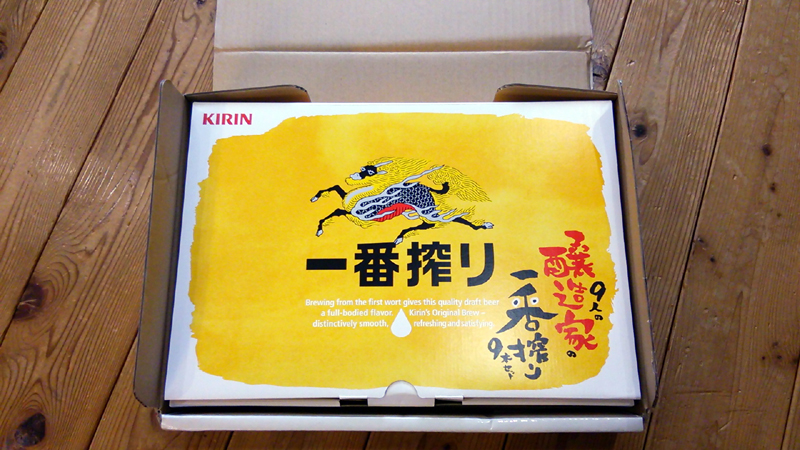 KIRIN
一番搾り
Brewing from the first wort gives this quality draft beer
a full-bodied flavor. Kirin's Original Brew –
distinctively smooth, refreshing and satisfying.
9人の
醸造家の
一番搾り
9本セット